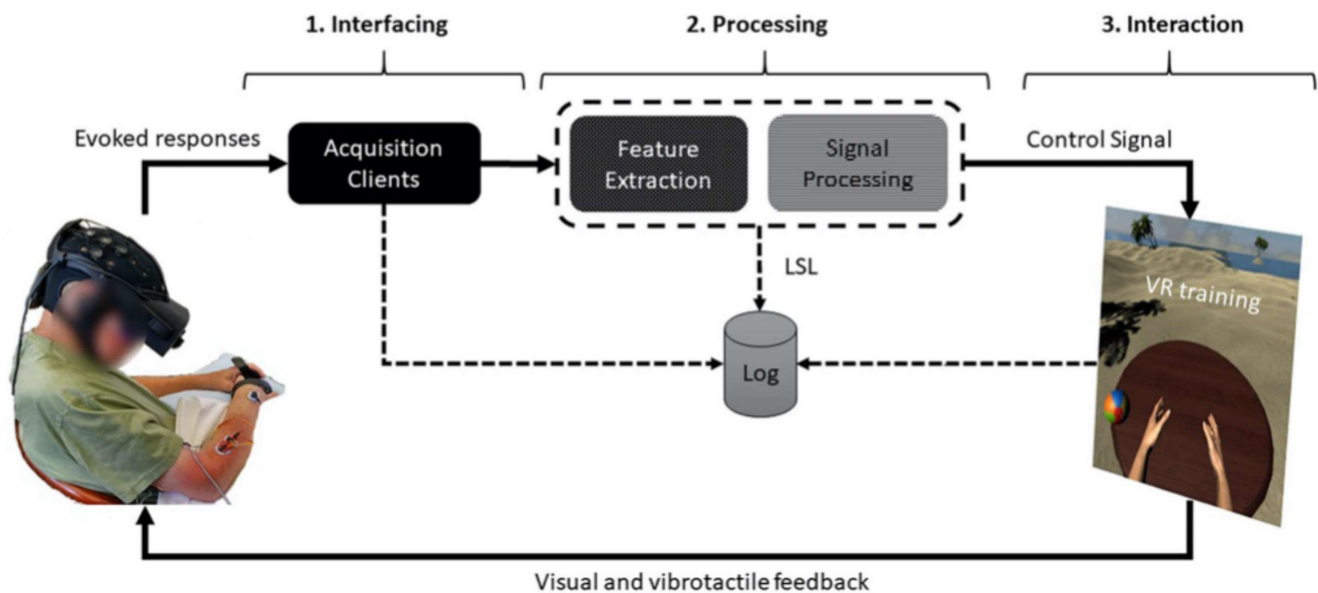 1. Interfacing
2. Processing
3. Interaction
Evoked responses
Acquisition
Clients
Feature
Extraction
Signal
Processing
Control Signal
LSL
VR training
Log
Visual and vibrotactile feedback